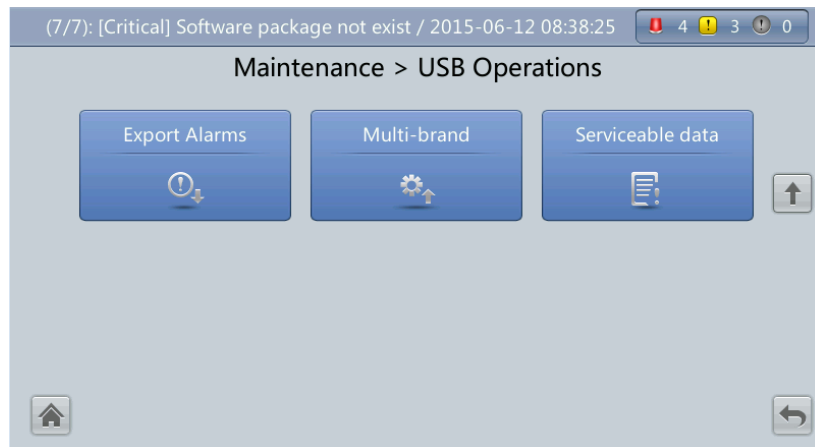 (7/7): [Critical] Software package not exist / 2015-06-12 08:38:25 4 3 0
Maintenance > USB Operations
Export Alarms Multi-brand Serviceable data